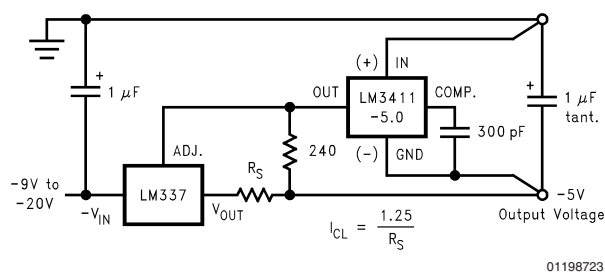 +
1 μF
(+) IN
OUT
LM3411
-5.0
COMP.
300 pF
+
1 μF
tant.
(-) GND
ADJ.
240
R_S
-9V to
-20V
-V_IN
LM337
V_OUT
I_CL = 1.25 / R_S
-5V
Output Voltage
01198723